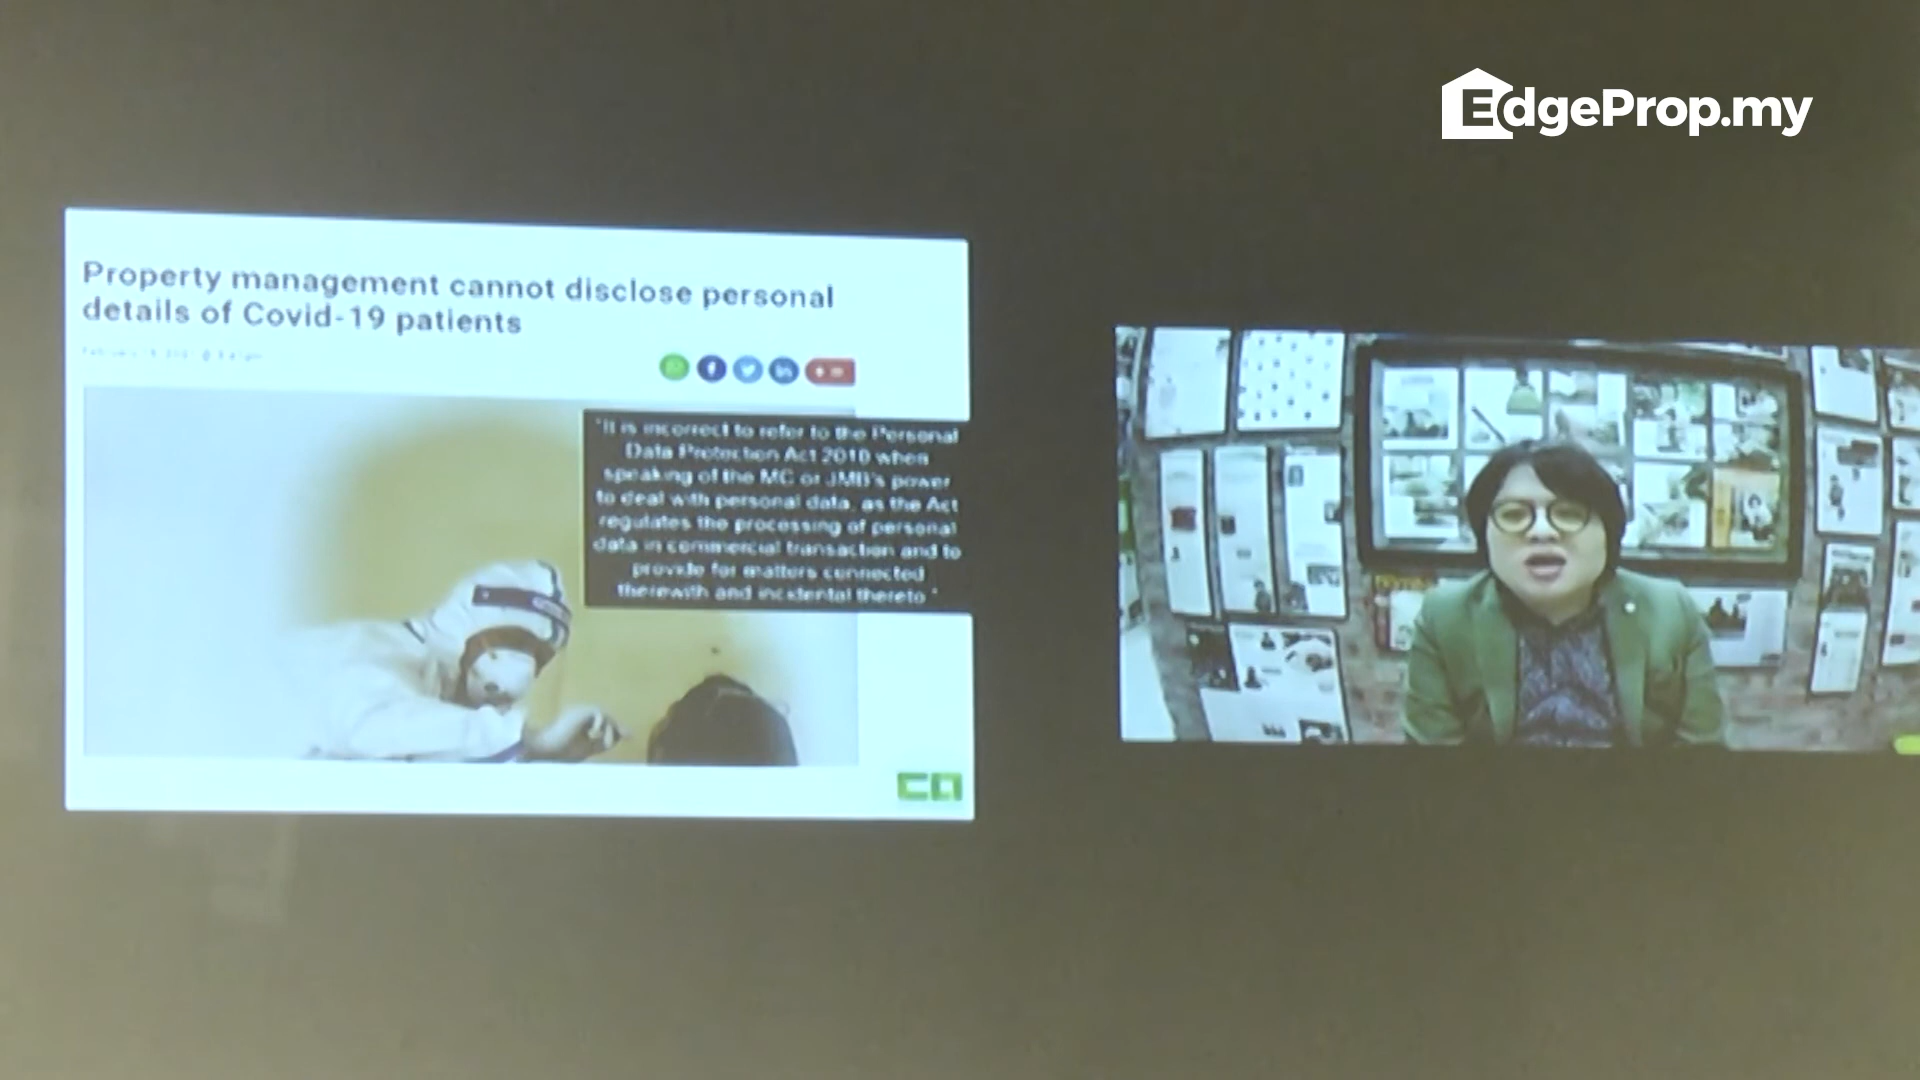 EdgeProp.my
Property management cannot disclose personal
details of Covid-19 patients
"It is incorrect to refer to the Personal
Data Protection Act 2010 when
speaking of the MC or JMB's power
to deal with personal data, as the Act
regulates the processing of personal
data in commercial transaction and to
provide for matters connected
therewith and incidental thereto."